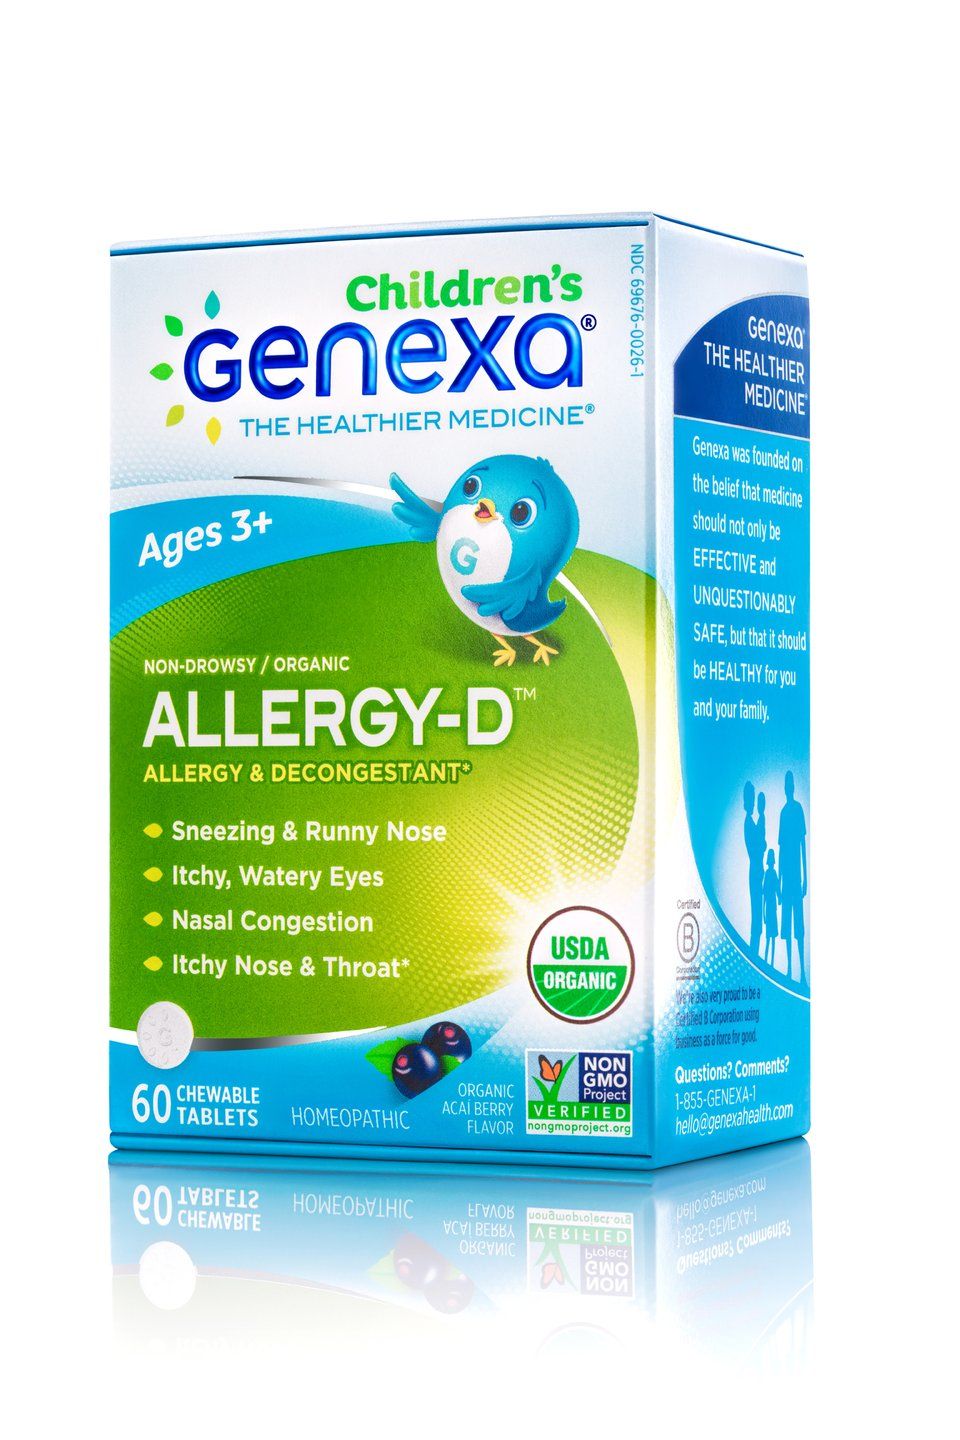 Children's
Genexa®
THE HEALTHIER MEDICINE®
NDC 69676-0026-1
Ages 3+
G
NON-DROWSY / ORGANIC
ALLERGY-D™
ALLERGY & DECONGESTANT*
Sneezing & Runny Nose
Itchy, Watery Eyes
Nasal Congestion
Itchy Nose & Throat*
USDA
ORGANIC
60 CHEWABLE
TABLETS
HOMEOPATHIC
ORGANIC
ACAÍ BERRY
FLAVOR
NON
GMO
Project
VERIFIED
nongmoproject.org
Genexa®
THE HEALTHIER
MEDICINE®
Genexa was founded on
the belief that medicine
should not only be
EFFECTIVE and
UNQUESTIONABLY
SAFE, but that it should
be HEALTHY for you
and your family.
Certified
B
Corporation
We're also very proud to be a
Certified B Corporation using
business as a force for good.
Questions? Comments?
1-855-GENEXA-1
hello@genexahealth.com